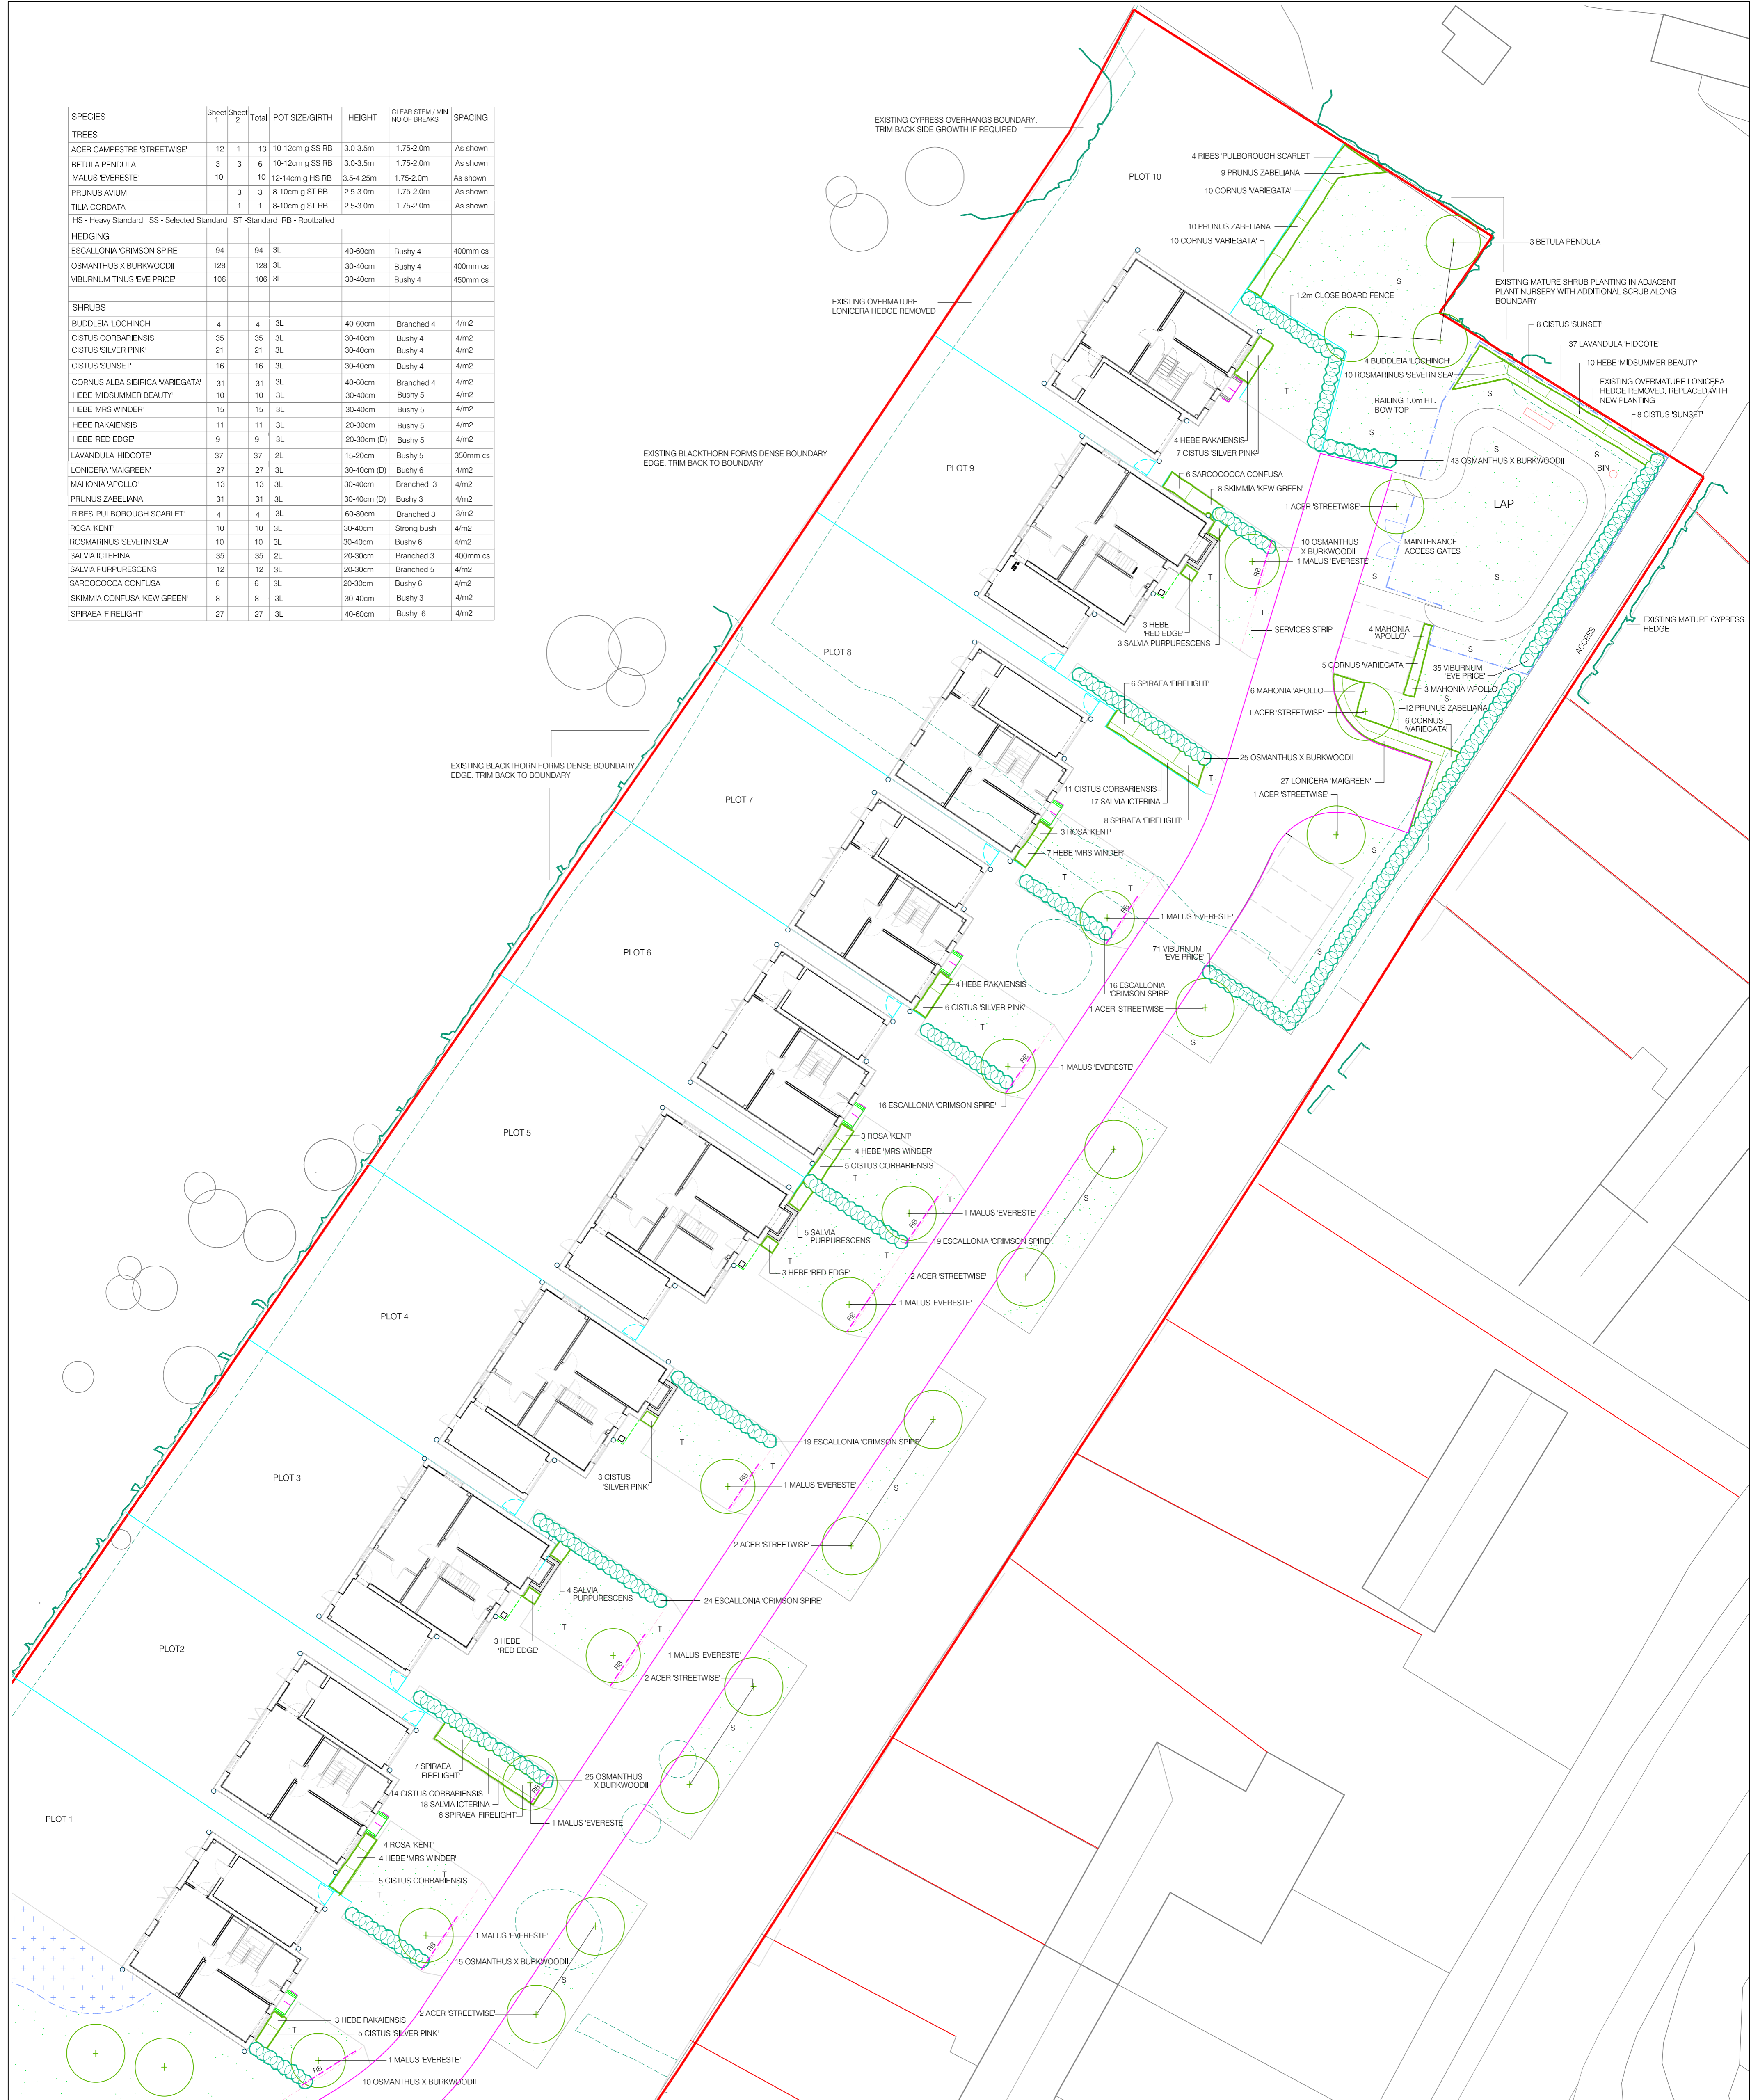 SPECIES Sheet 1 Sheet 2 Total POT SIZE/GIRTH HEIGHT CLEAR STEM / MIN NO OF BREAKS SPACING
TREES
ACER CAMPESTRE 'STREETWISE' 12 1 13 10-12cm g SS RB 3.0-3.5m 1.75-2.0m As shown
BETULA PENDULA 3 3 6 10-12cm g SS RB 3.0-3.5m 1.75-2.0m As shown
MALUS 'EVERESTE' 10 10 12-14cm g HS RB 3.5-4.25m 1.75-2.0m As shown
PRUNUS AVIUM 3 3 8-10cm g ST RB 2.5-3.0m 1.75-2.0m As shown
TILIA CORDATA 1 1 8-10cm g ST RB 2.5-3.0m 1.75-2.0m As shown
HS - Heavy Standard SS - Selected Standard ST -Standard RB - Rootballed
HEDGING
ESCALLONIA 'CRIMSON SPIRE' 94 94 3L 40-60cm Bushy 4 400mm cs
OSMANTHUS X BURKWOODII 128 128 3L 30-40cm Bushy 4 400mm cs
VIBURNUM TINUS 'EVE PRICE' 106 106 3L 30-40cm Bushy 4 450mm cs
SHRUBS
BUDDLEIA 'LOCHINCH' 4 4 3L 40-60cm Branched 4 4/m2
CISTUS CORBARIENSIS 35 35 3L 30-40cm Bushy 4 4/m2
CISTUS 'SILVER PINK' 21 21 3L 30-40cm Bushy 4 4/m2
CISTUS 'SUNSET' 16 16 3L 30-40cm Bushy 4 4/m2
CORNUS ALBA SIBIRICA 'VARIEGATA' 31 31 3L 40-60cm Branched 4 4/m2
HEBE 'MIDSUMMER BEAUTY' 10 10 3L 30-40cm Bushy 5 4/m2
HEBE 'MRS WINDER' 15 15 3L 30-40cm Bushy 5 4/m2
HEBE RAKAIENSIS 11 11 3L 20-30cm Bushy 5 4/m2
HEBE 'RED EDGE' 9 9 3L 20-30cm (D) Bushy 5 4/m2
LAVANDULA 'HIDCOTE' 37 37 2L 15-20cm Bushy 5 350mm cs
LONICERA 'MAIGREEN' 27 27 3L 30-40cm (D) Bushy 6 4/m2
MAHONIA 'APOLLO' 13 13 3L 30-40cm Branched 3 4/m2
PRUNUS ZABELIANA 31 31 3L 30-40cm (D) Bushy 3 4/m2
RIBES 'PULBOROUGH SCARLET' 4 4 3L 60-80cm Branched 3 3/m2
ROSA 'KENT' 10 10 3L 30-40cm Strong bush 4/m2
ROSMARINUS 'SEVERN SEA' 10 10 3L 30-40cm Bushy 6 4/m2
SALVIA ICTERINA 35 35 2L 20-30cm Branched 3 400mm cs
SALVIA PURPURESCENS 12 12 3L 20-30cm Branched 5 4/m2
SARCOCOCCA CONFUSA 6 6 3L 20-30cm Bushy 6 4/m2
SKIMMIA CONFUSA 'KEW GREEN' 8 8 3L 30-40cm Bushy 3 4/m2
SPIRAEA 'FIRELIGHT' 27 27 3L 40-60cm Bushy 6 4/m2
EXISTING CYPRESS OVERHANGS BOUNDARY.
TRIM BACK SIDE GROWTH IF REQUIRED
4 RIBES 'PULBOROUGH SCARLET'
9 PRUNUS ZABELIANA
PLOT 10
10 CORNUS 'VARIEGATA'
10 PRUNUS ZABELIANA
10 CORNUS 'VARIEGATA'
3 BETULA PENDULA
S
EXISTING MATURE SHRUB PLANTING IN ADJACENT
PLANT NURSERY WITH ADDITIONAL SCRUB ALONG
BOUNDARY
1.2m CLOSE BOARD FENCE
EXISTING OVERMATURE
LONICERA HEDGE REMOVED
8 CISTUS 'SUNSET'
37 LAVANDULA 'HIDCOTE'
4 BUDDLEIA 'LOCHINCH'
10 HEBE 'MIDSUMMER BEAUTY'
10 ROSMARINUS 'SEVERN SEA'
EXISTING OVERMATURE LONICERA
HEDGE REMOVED, REPLACED WITH
NEW PLANTING
T
S
RAILING 1.0m HT.
BOW TOP
8 CISTUS 'SUNSET'
S
S
4 HEBE RAKAIENSIS
7 CISTUS 'SILVER PINK'
EXISTING BLACKTHORN FORMS DENSE BOUNDARY
EDGE. TRIM BACK TO BOUNDARY
PLOT 9
43 OSMANTHUS X BURKWOODII
S
BIN
6 SARCOCOCCA CONFUSA
8 SKIMMIA 'KEW GREEN'
1 ACER 'STREETWISE'
LAP
10 OSMANTHUS
X BURKWOODII
1 MALUS 'EVERESTE'
MAINTENANCE
ACCESS GATES
RB
T
S
S
T
3 HEBE
'RED EDGE'
3 SALVIA PURPURESCENS
SERVICES STRIP
4 MAHONIA
'APOLLO'
EXISTING MATURE CYPRESS
HEDGE
ACCESS
S
PLOT 8
5 CORNUS 'VARIEGATA'
35 VIBURNUM
'EVE PRICE'
6 SPIRAEA 'FIRELIGHT'
6 MAHONIA 'APOLLO'
3 MAHONIA 'APOLLO'
S
1 ACER 'STREETWISE'
12 PRUNUS ZABELIANA
6 CORNUS
'VARIEGATA'
25 OSMANTHUS X BURKWOODII
EXISTING BLACKTHORN FORMS DENSE BOUNDARY
EDGE. TRIM BACK TO BOUNDARY
T
27 LONICERA 'MAIGREEN'
11 CISTUS CORBARIENSIS
17 SALVIA ICTERINA
1 ACER 'STREETWISE'
PLOT 7
8 SPIRAEA 'FIRELIGHT'
3 ROSA 'KENT'
7 HEBE 'MRS WINDER'
S
T
T
RB
1 MALUS 'EVERESTE'
PLOT 6
71 VIBURNUM
'EVE PRICE'
S
4 HEBE RAKAIENSIS
16 ESCALLONIA
'CRIMSON SPIRE'
6 CISTUS 'SILVER PINK'
1 ACER 'STREETWISE'
T
S
RB
1 MALUS 'EVERESTE'
16 ESCALLONIA 'CRIMSON SPIRE'
PLOT 5
3 ROSA 'KENT'
4 HEBE 'MRS WINDER'
5 CISTUS CORBARIENSIS
T
T
S
1 MALUS 'EVERESTE'
RB
5 SALVIA
PURPURESCENS
19 ESCALLONIA 'CRIMSON SPIRE'
T
T
3 HEBE 'RED EDGE'
2 ACER 'STREETWISE'
1 MALUS 'EVERESTE'
RB
PLOT 4
19 ESCALLONIA 'CRIMSON SPIRE'
T
T
3 CISTUS
'SILVER PINK'
RB
1 MALUS 'EVERESTE'
S
PLOT 3
2 ACER 'STREETWISE'
4 SALVIA
PURPURESCENS
24 ESCALLONIA 'CRIMSON SPIRE'
T
T
3 HEBE
'RED EDGE'
PLOT2
1 MALUS 'EVERESTE'
RB
2 ACER 'STREETWISE'
S
7 SPIRAEA
'FIRELIGHT'
25 OSMANTHUS
X BURKWOODII
RB
14 CISTUS CORBARIENSIS
18 SALVIA ICTERINA
6 SPIRAEA 'FIRELIGHT'
1 MALUS 'EVERESTE'
PLOT 1
4 ROSA 'KENT'
4 HEBE 'MRS WINDER'
5 CISTUS CORBARIENSIS
T
T
1 MALUS 'EVERESTE'
RB
15 OSMANTHUS X BURKWOODII
S
2 ACER 'STREETWISE'
3 HEBE RAKAIENSIS
T
5 CISTUS 'SILVER PINK'
1 MALUS 'EVERESTE'
RB
10 OSMANTHUS X BURKWOODII